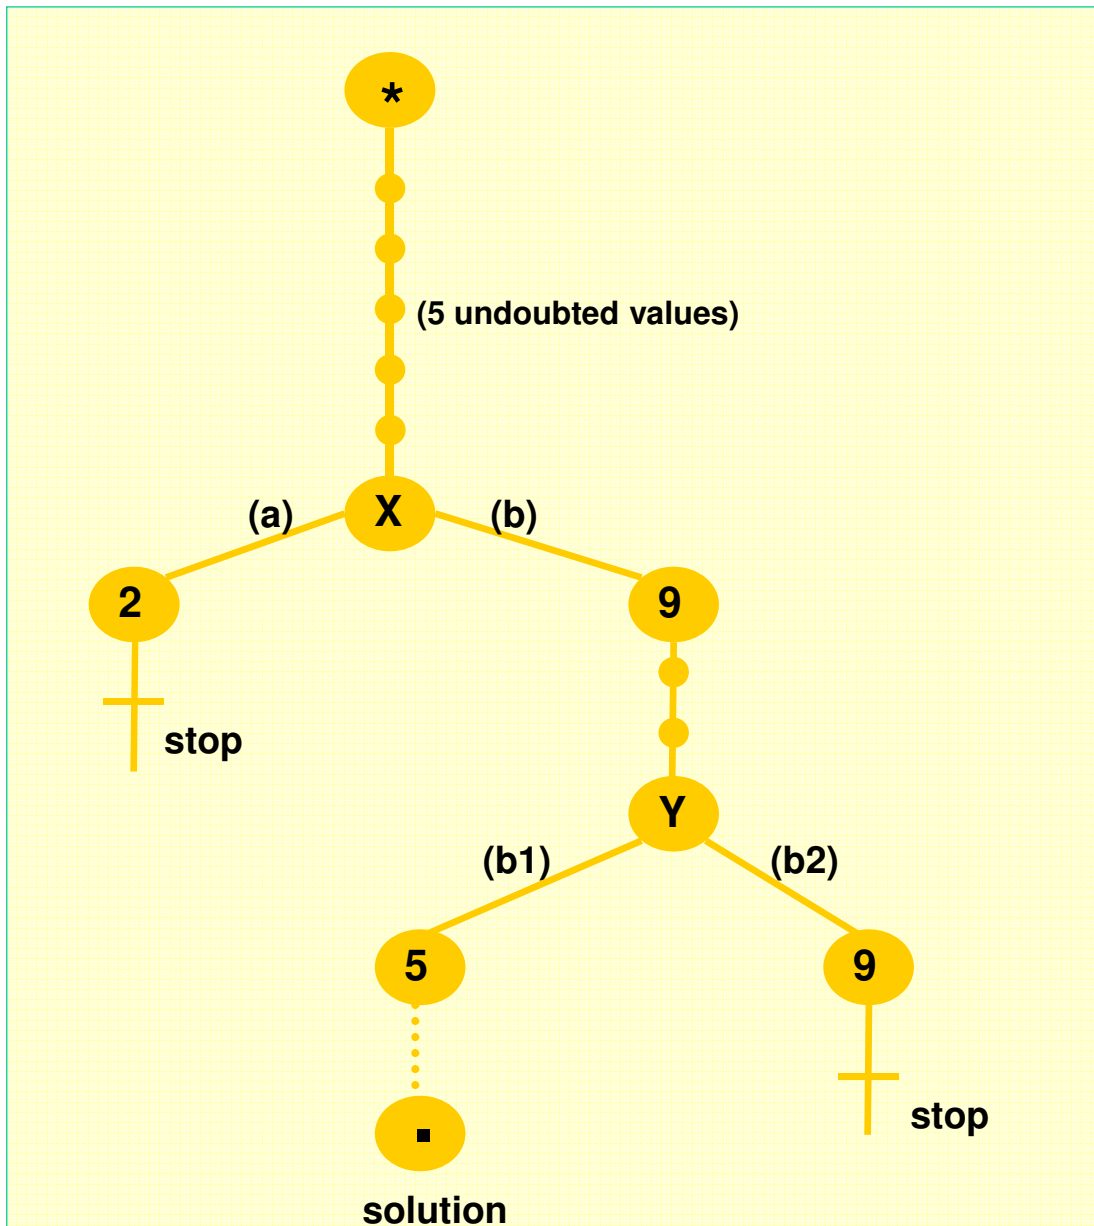 *
(5 undoubted values)
(a) X (b)
2 9
stop
Y
(b1) (b2)
5 9
stop
solution